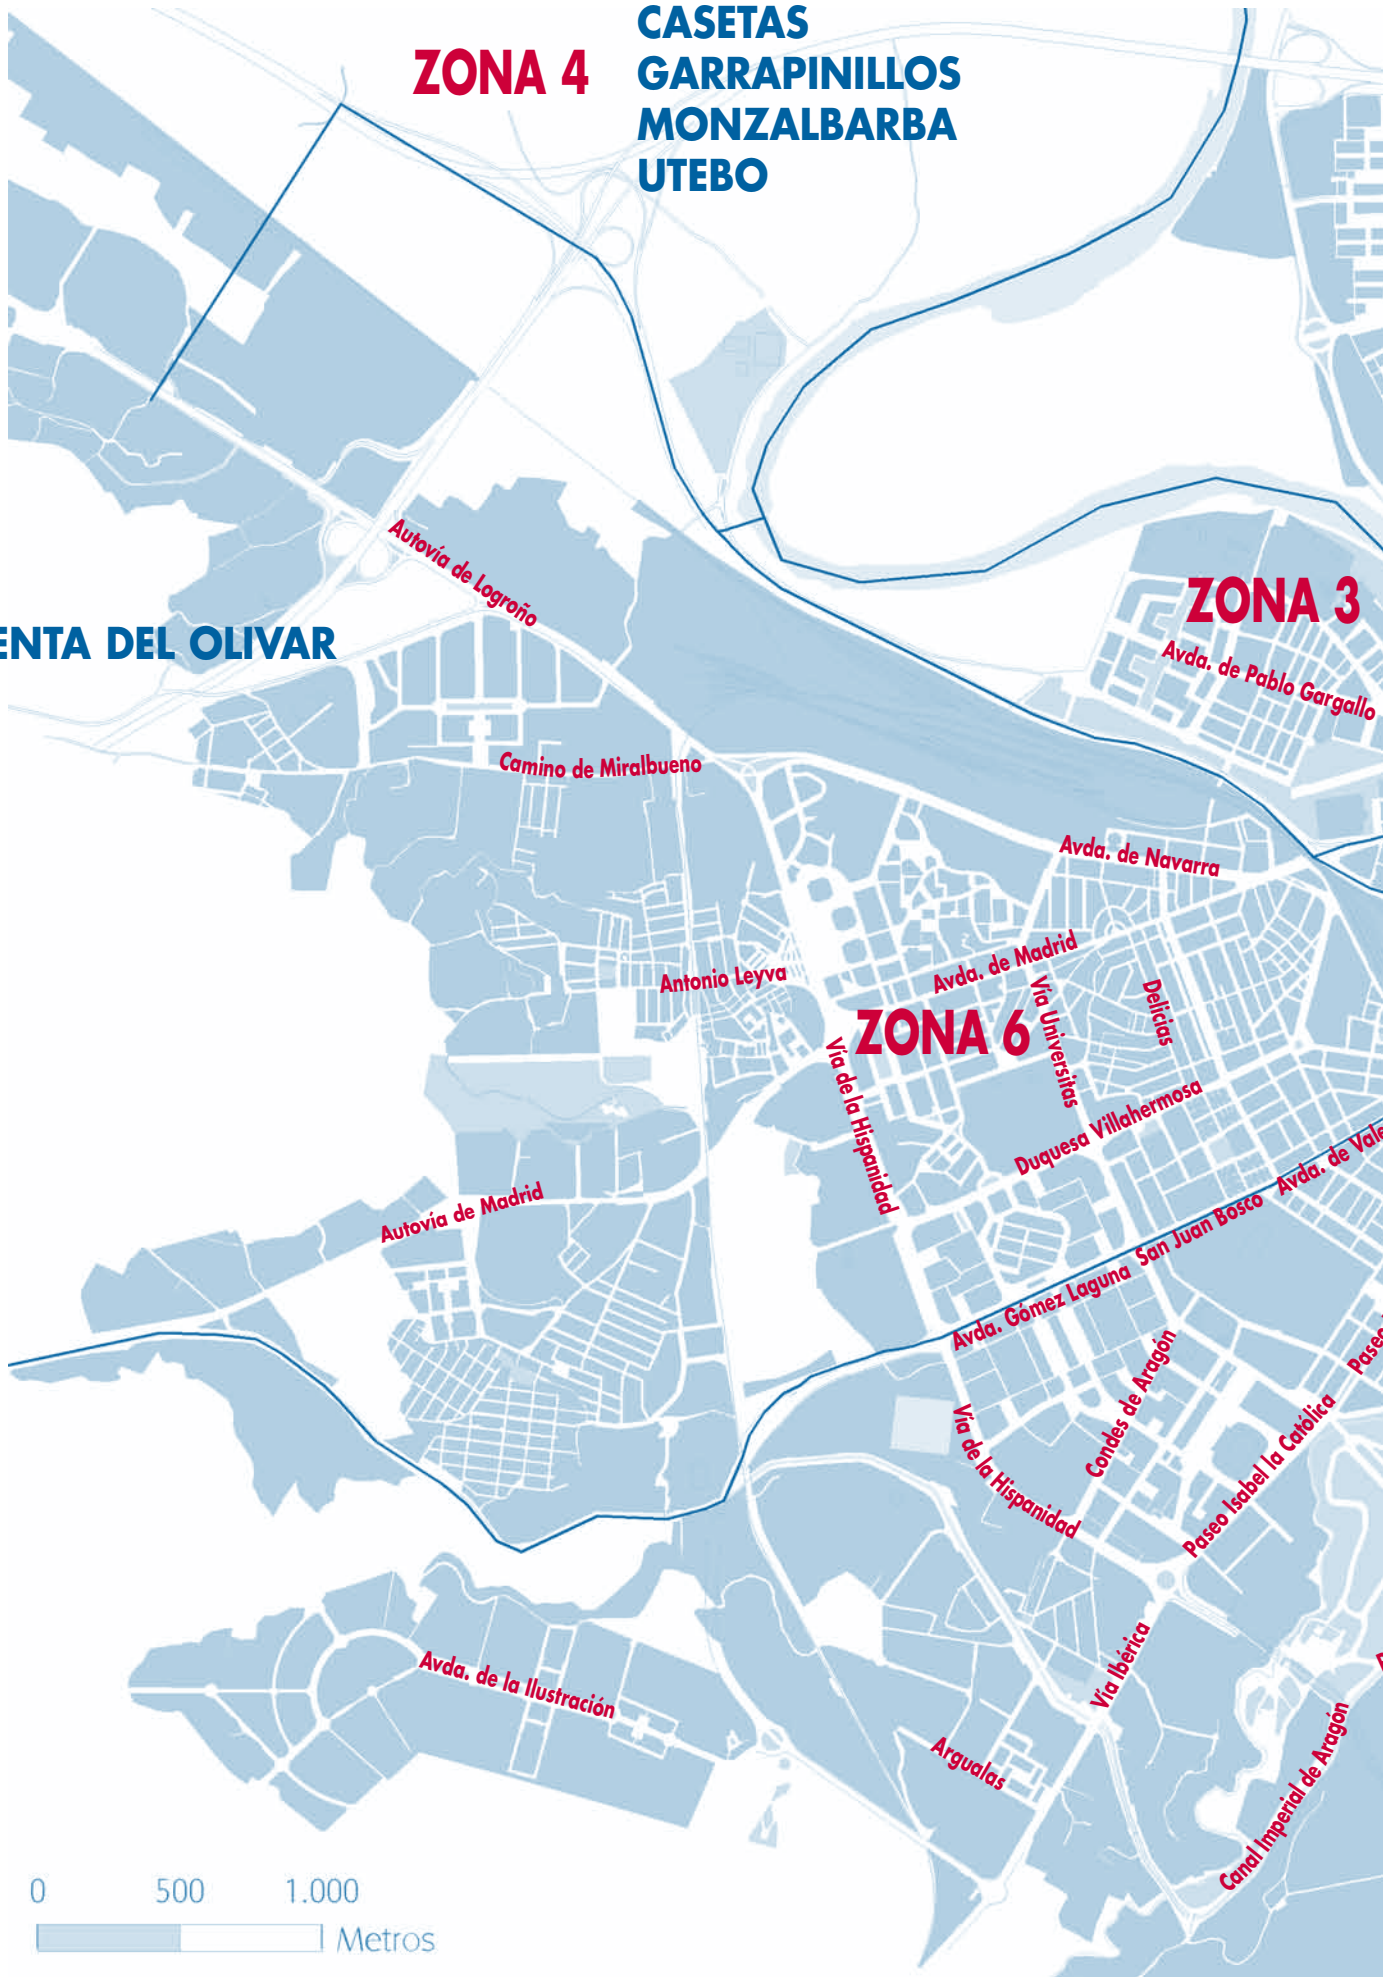 CASETAS
ZONA 4
GARRAPINILLOS
MONZALBARBA
UTEBO
Autovía de Logroño
ZONA 3
ENTA DEL OLIVAR
Avda. de Pablo Gargallo
Camino de Miralbueno
Avda. de Navarra
Avda. de Madrid
Antonio Leyva
Vía Universitas
Delicias
ZONA 6
Vía de la Hispanidad
Duquesa Villahermosa
Avda. de Vale
Autovía de Madrid
San Juan Bosco
Avda. Gómez Laguna
Paseo
Condes de Aragón
Vía de la Hispanidad
Paseo Isabel la Católica
Vía Ibérica
Avda. de la Ilustración
Argualas
Canal Imperial de Aragón
0 500 1.000
Metros